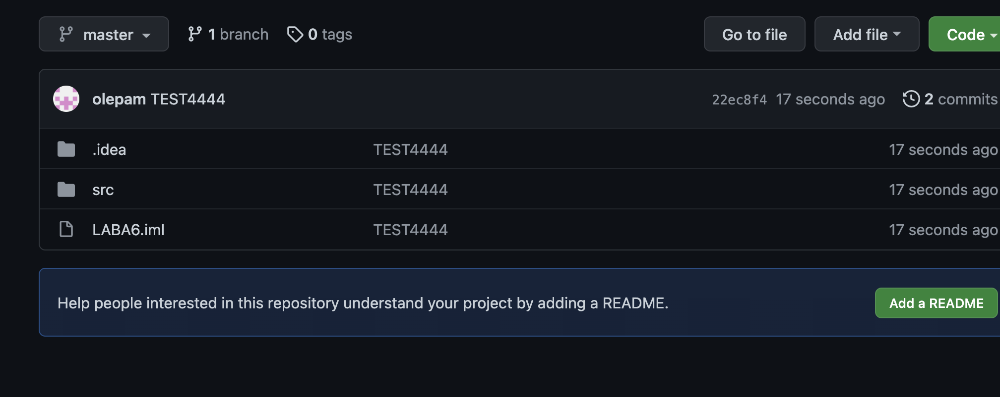 master 1 branch 0 tags Go to file Add file Code
olepam TEST4444 22ec8f4 17 seconds ago 2 commits
.idea TEST4444 17 seconds ago
src TEST4444 17 seconds ago
LABA6.iml TEST4444 17 seconds ago
Help people interested in this repository understand your project by adding a README. Add a README